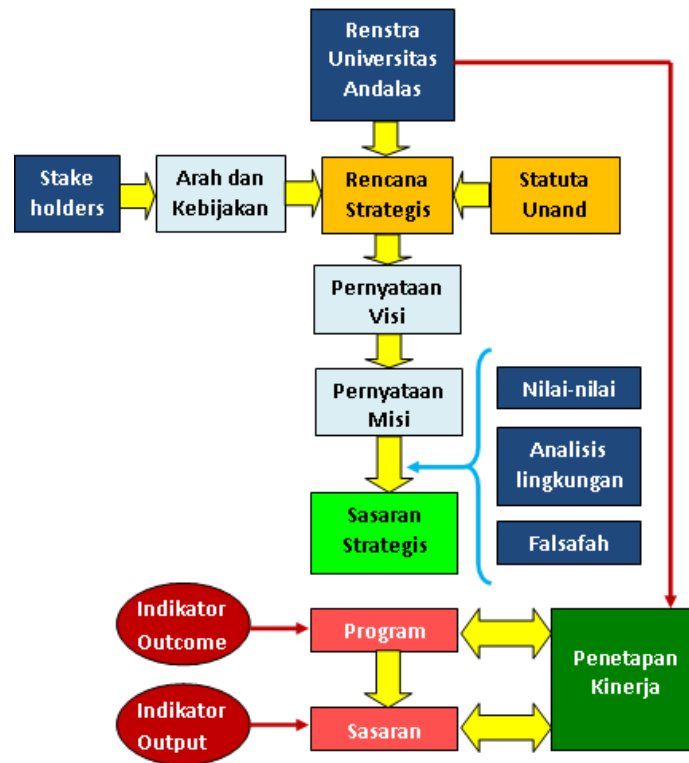 Renstra
Universitas
Andalas
Stake
holders
Arah dan
Kebijakan
Rencana
Strategis
Statuta
Unand
Pernyataan
Visi
Pernyataan
Misi
Nilai-nilai
Analisis
lingkungan
Falsafah
Sasaran
Strategis
Indikator
Outcome
Program
Penetapan
Kinerja
Indikator
Output
Sasaran